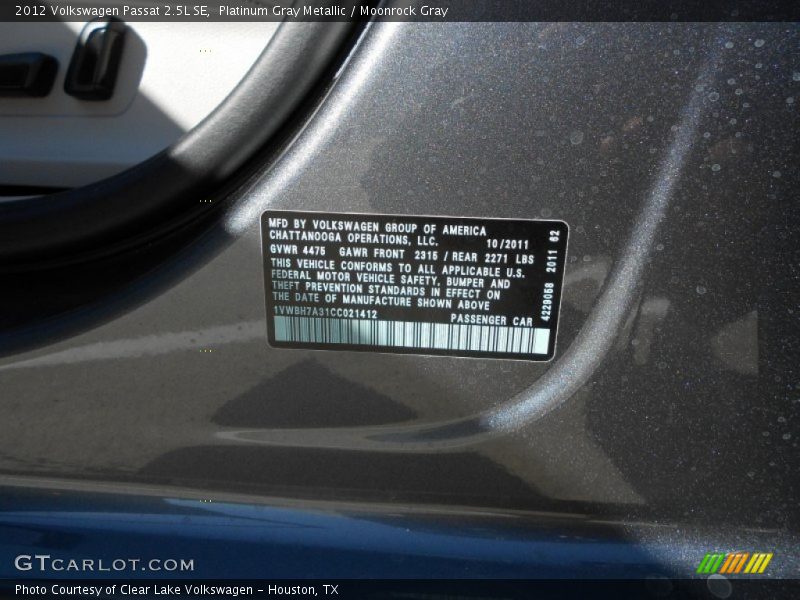 2012 Volkswagen Passat 2.5L SE, Platinum Gray Metallic / Moonrock Gray
MFD BY VOLKSWAGEN GROUP OF AMERICA
CHATTANOOGA OPERATIONS, LLC. 10/2011
GVWR 4475 GAWR FRONT 2315 / REAR 2271 LBS
THIS VEHICLE CONFORMS TO ALL APPLICABLE U.S.
FEDERAL MOTOR VEHICLE SAFETY, BUMPER AND
THEFT PREVENTION STANDARDS IN EFFECT ON
THE DATE OF MANUFACTURE SHOWN ABOVE
1VWBH7A31CC021412 PASSENGER CAR
4229058 2011 62
GTCARLOT.COM
Photo Courtesy of Clear Lake Volkswagen - Houston, TX